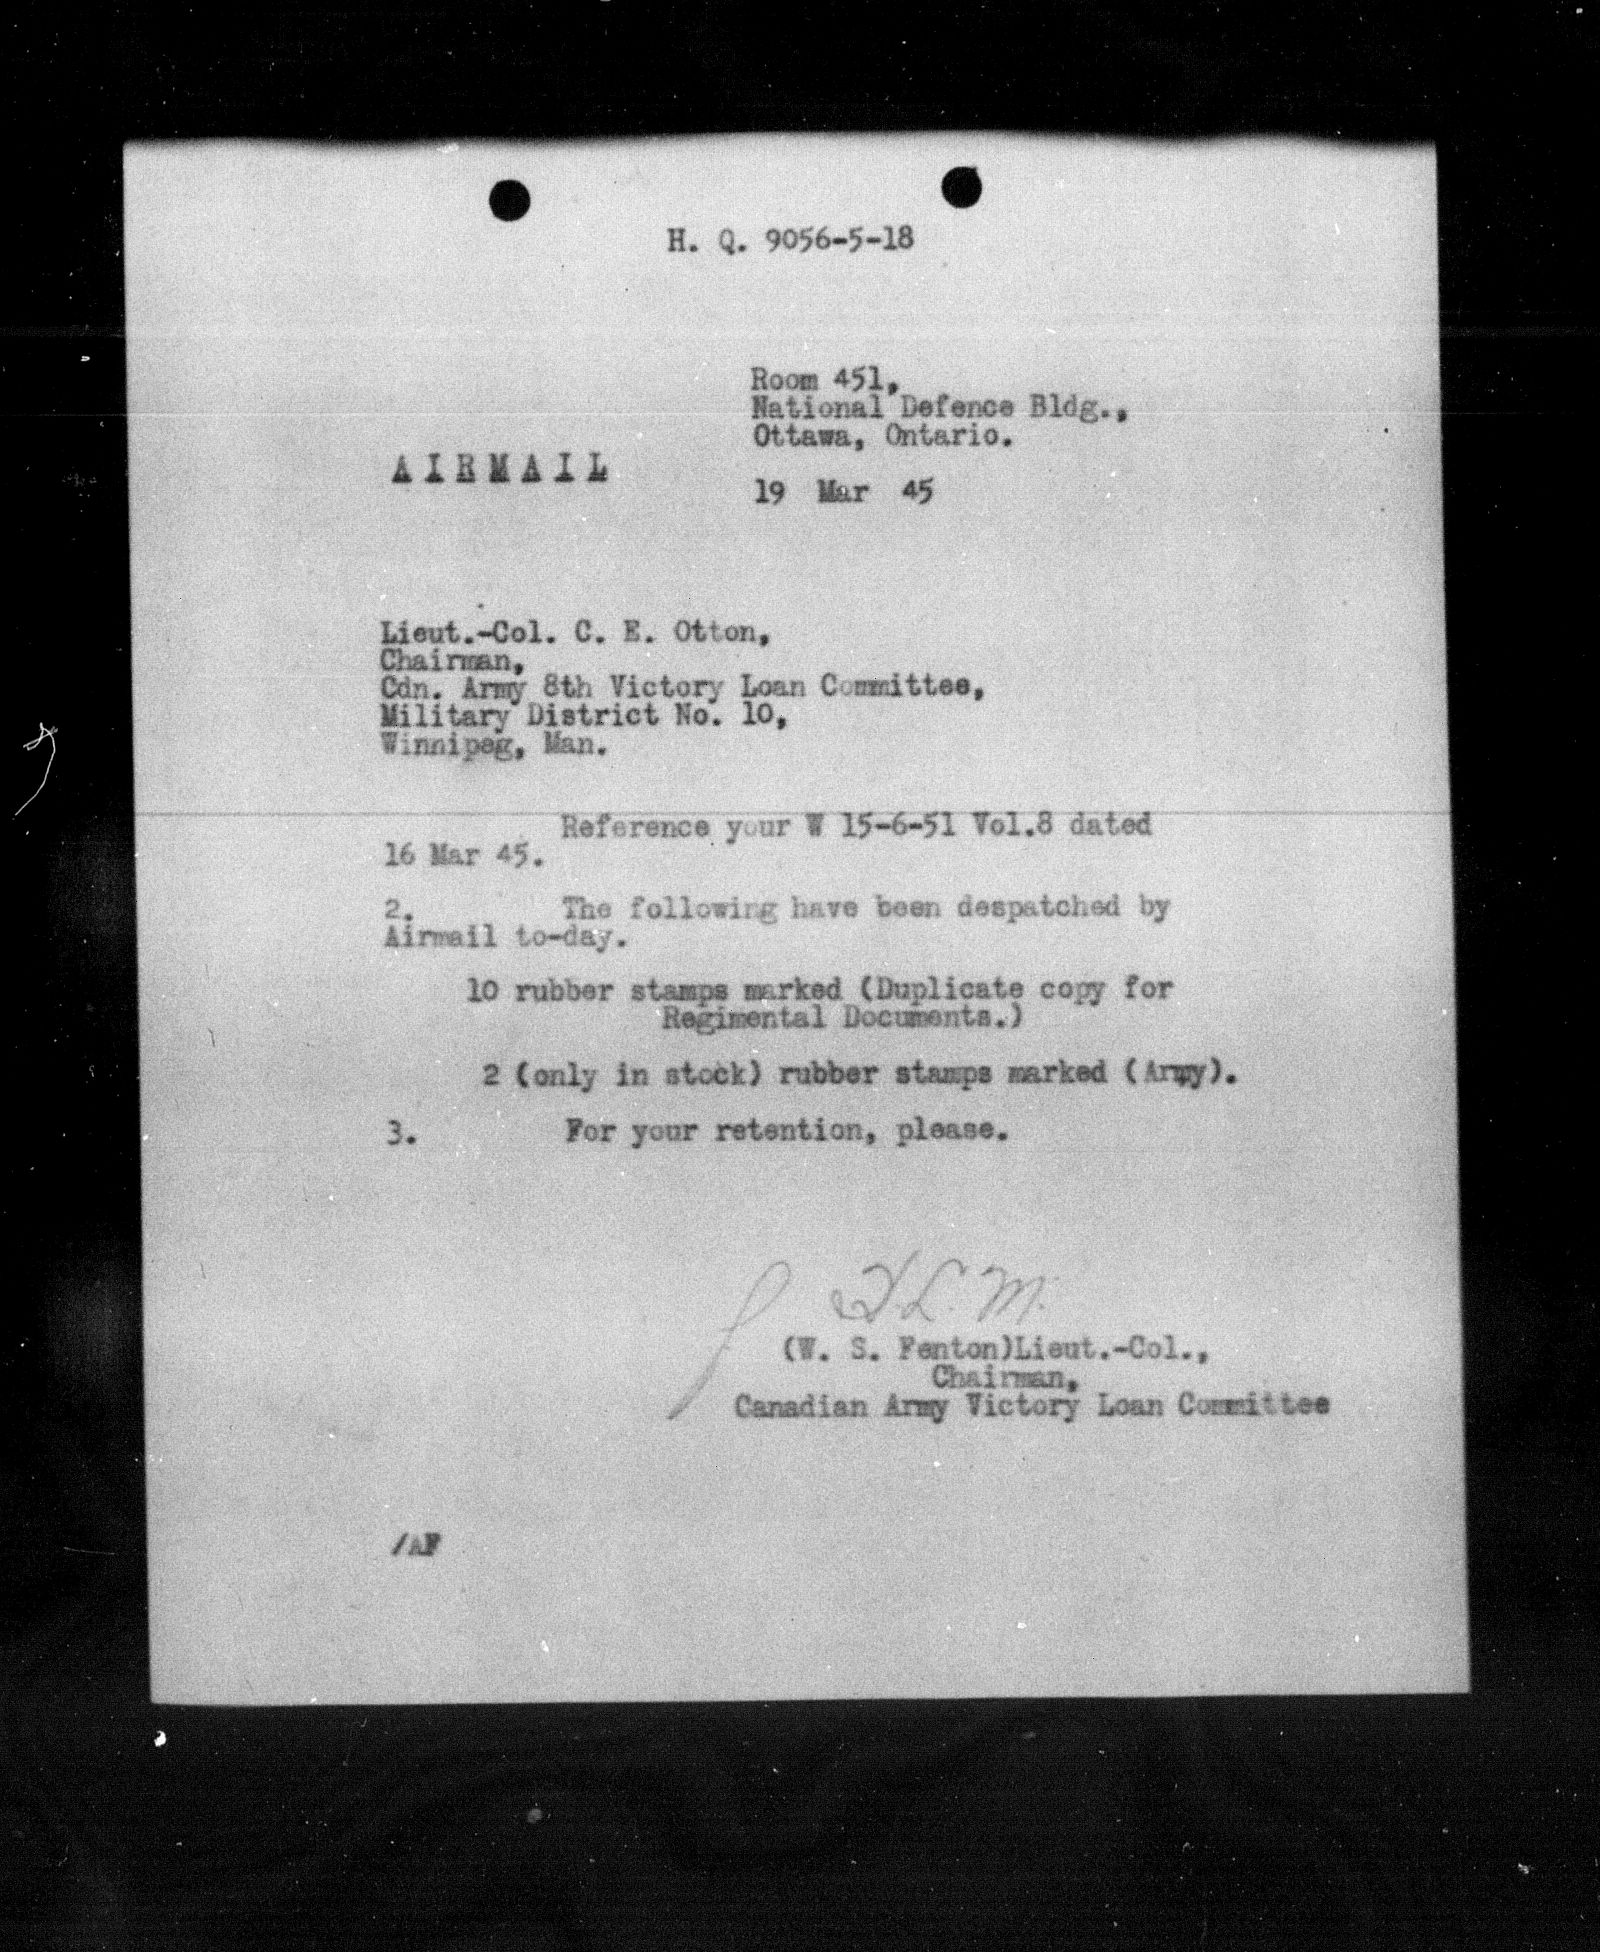 H. Q. 9056-5-18
Room 451,
National Defence Bldg.,
Ottawa, Ontario.
AIRMAIL
19 Mar 45
Lieut.-Col. C. E. Otton,
Chairman,
Cdn. Army 8th Victory Loan Committee,
Military District No. 10,
Winnipeg, Man.
Reference your W 15-6-51 Vol.8 dated
16 Mar 45.
2. The following have been despatched by
Airmail to-day.
10 rubber stamps marked (Duplicate copy for
Regimental Documents.)
2 (only in stock) rubber stamps marked (Army).
3. For your retention, please.
(W. S. Fenton)Lieut.-Col.,
Chairman,
Canadian Army Victory Loan Committee
/AF